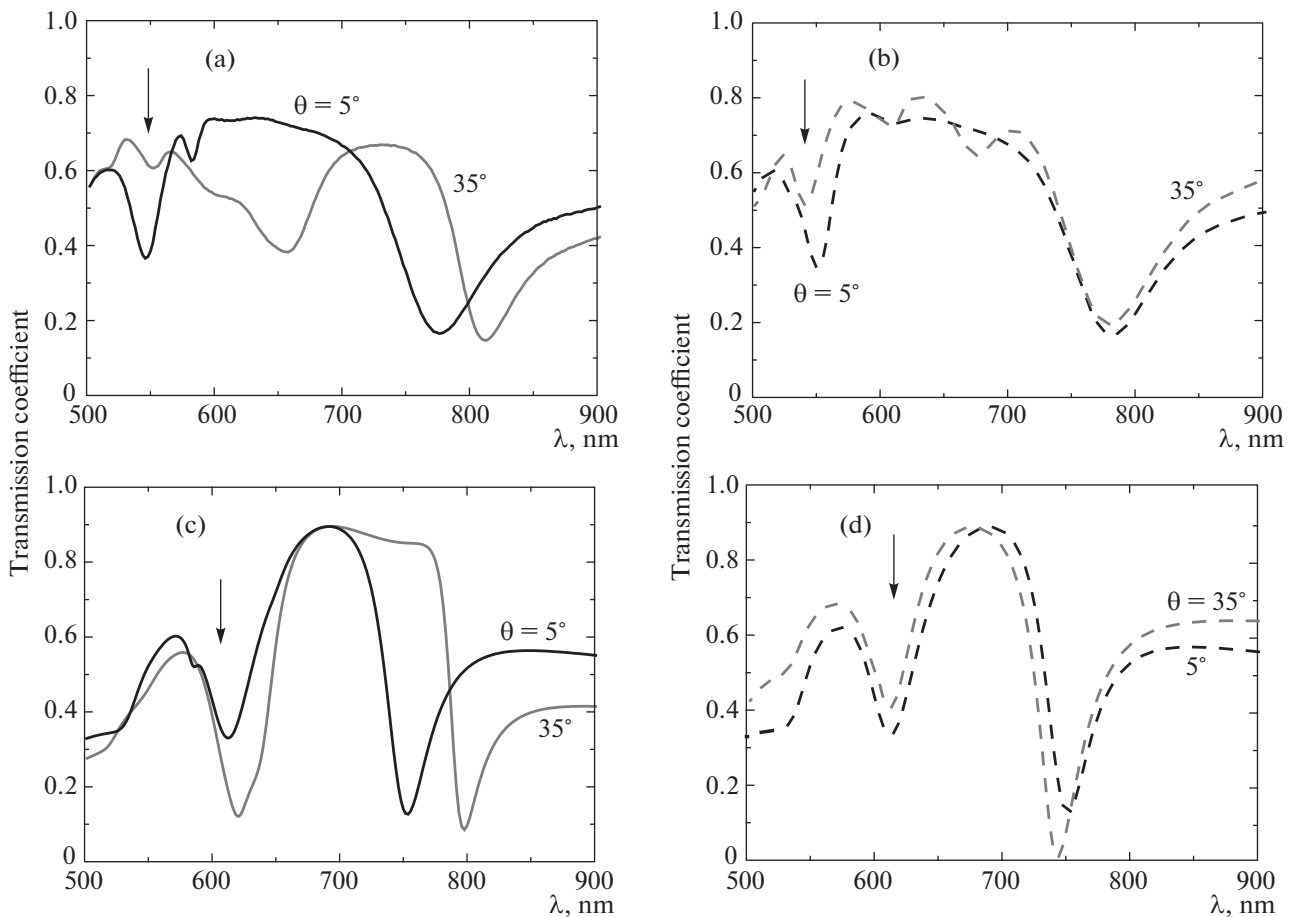 1.0
(a)
0.8
θ = 5°
0.6
35°
0.4
0.2
0
500 600 700 800 900
λ, nm
Transmission coefficient
1.0
(b)
0.8
0.6
35°
0.4
θ = 5°
0.2
0
500 600 700 800 900
λ, nm
Transmission coefficient
1.0
(c)
0.8
0.6
θ = 5°
0.4
35°
0.2
0
500 600 700 800 900
λ, nm
1.0
(d)
0.8
θ = 35°
0.6
5°
0.4
0.2
0
500 600 700 800 900
λ, nm